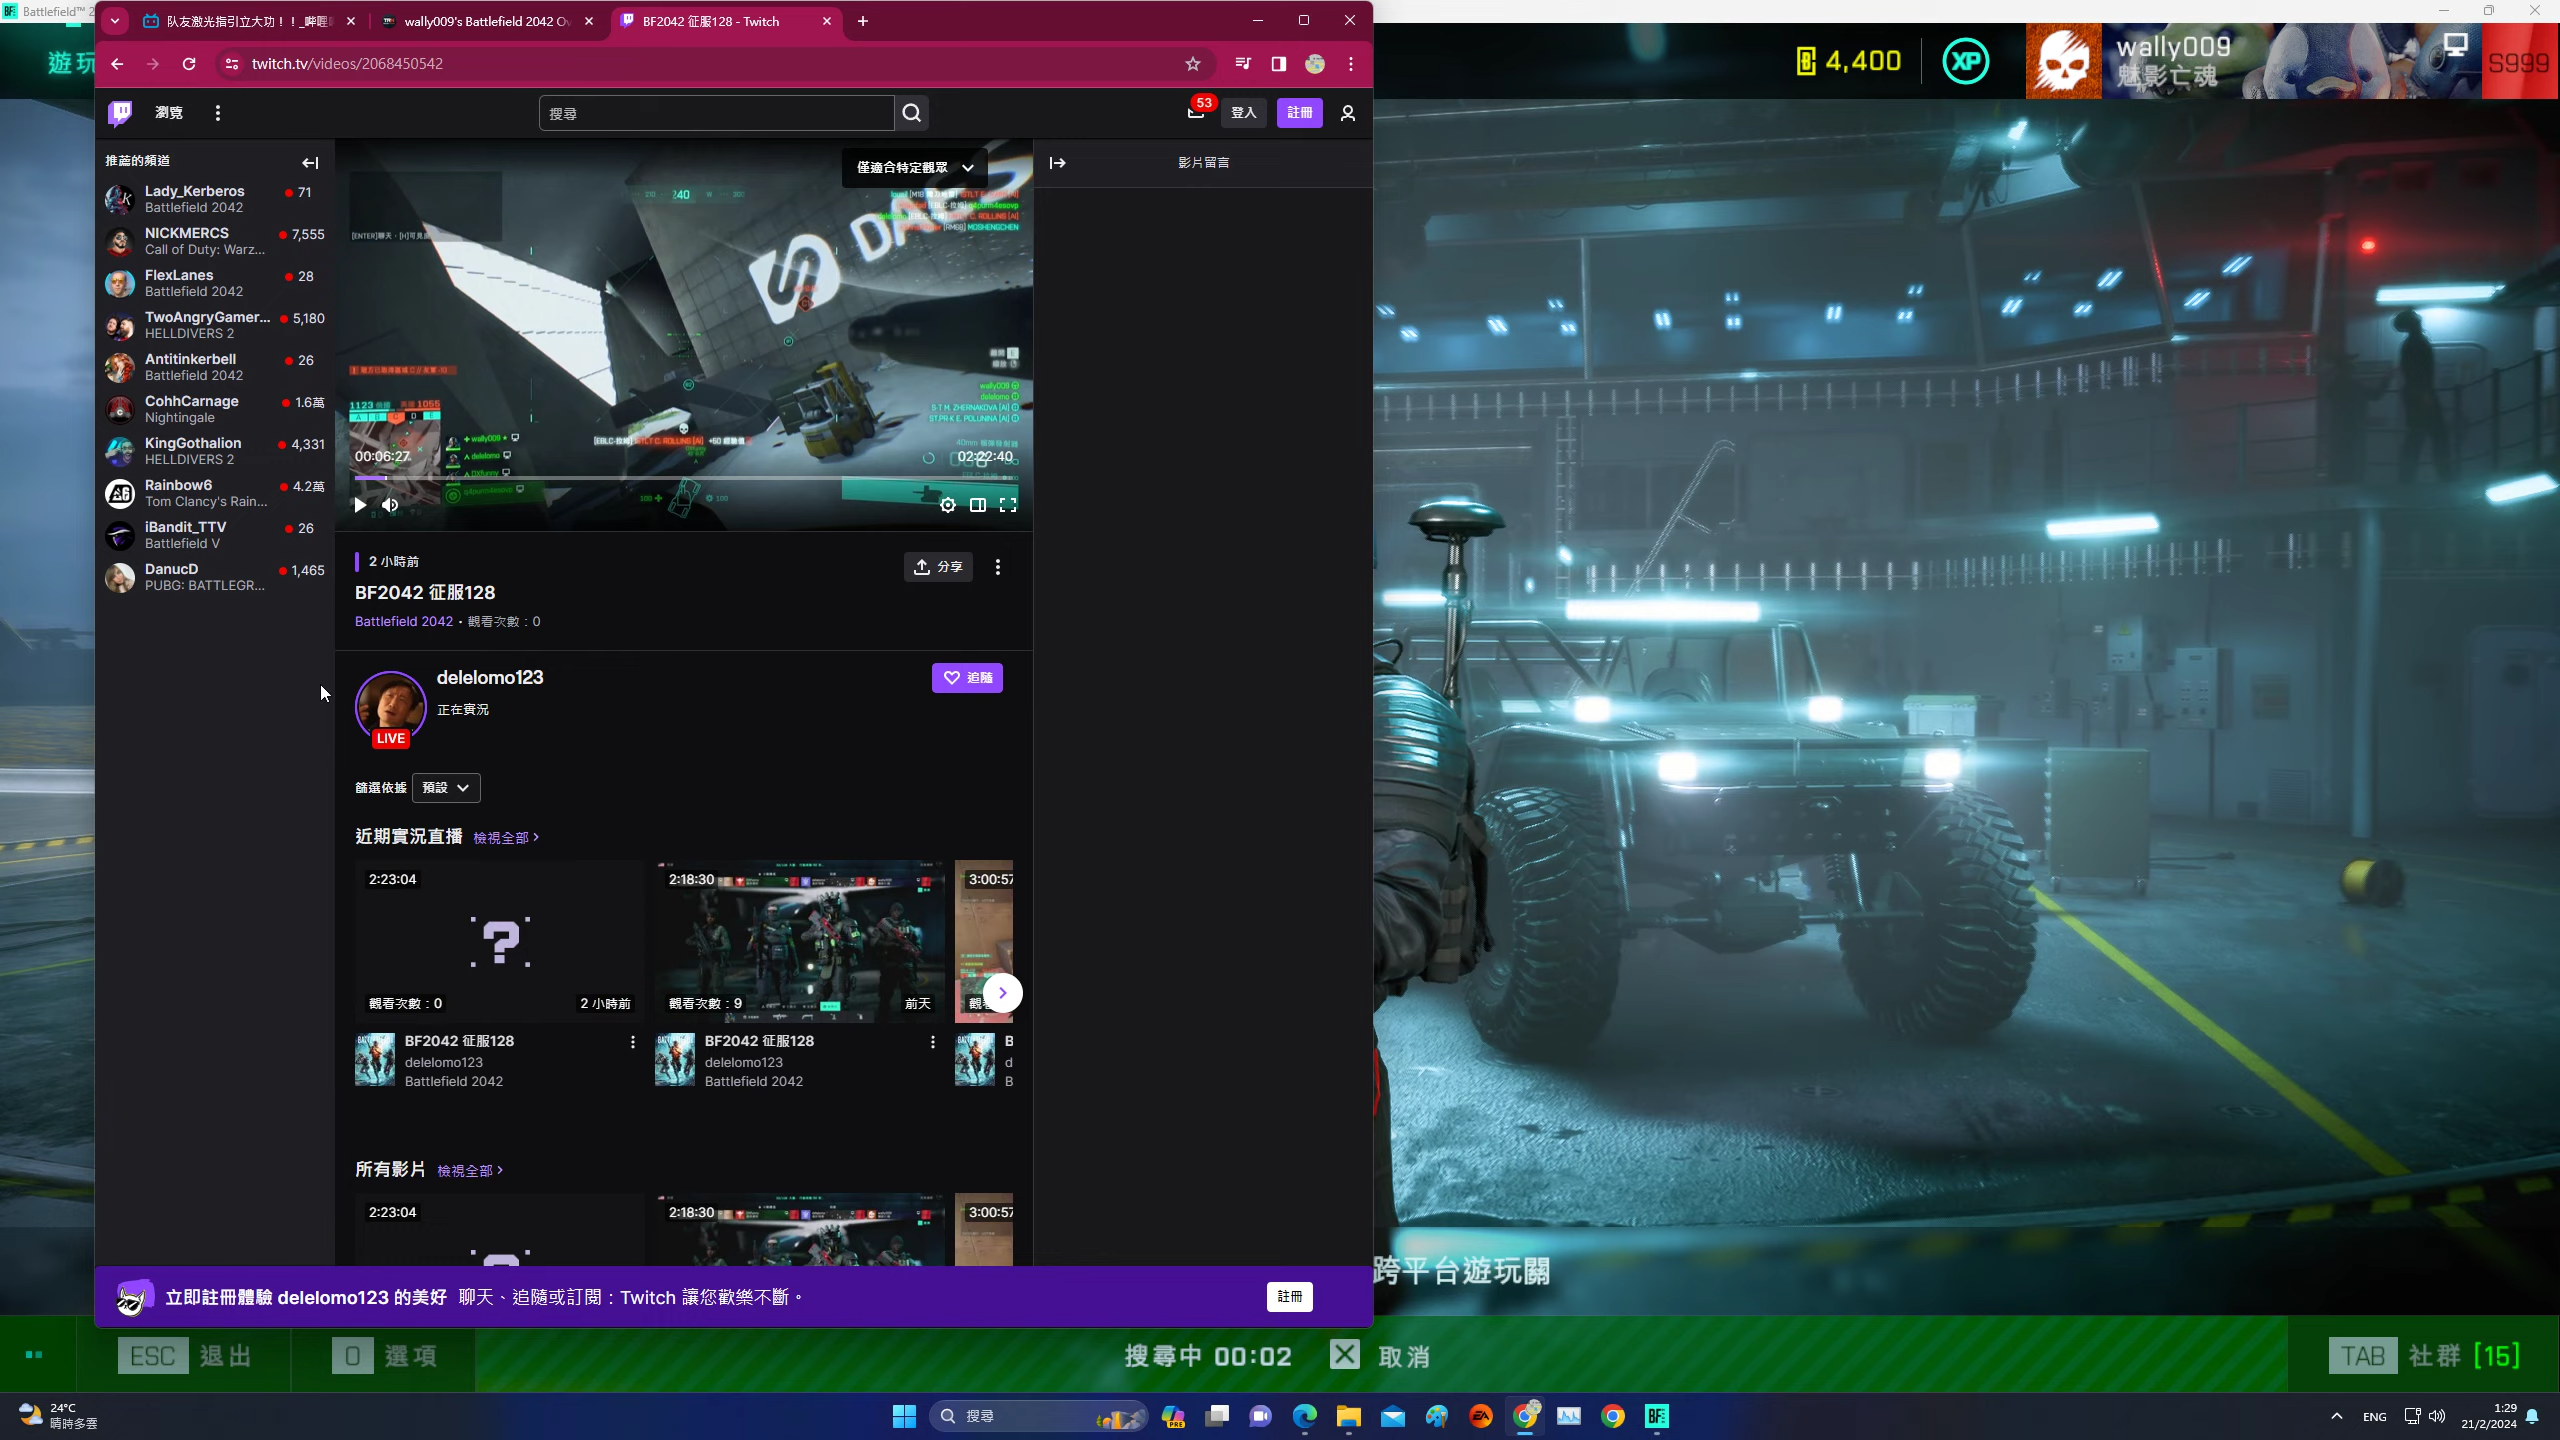 Battlefield™ 2
队友激光指引立大功！！_哔哩
wally009's Battlefield 2042 Ov
BF2042 征服128 - Twitch
twitch.tv/videos/2068450542
遊玩
4,400
XP
wally009
魅影亡魂
S999
瀏覽
搜尋
53
登入
註冊
推薦的頻道
Lady_Kerberos
71
Battlefield 2042
NICKMERCS
7,555
Call of Duty: Warz...
FlexLanes
28
Battlefield 2042
TwoAngryGamer...
5,180
HELLDIVERS 2
Antitinkerbell
26
Battlefield 2042
CohhCarnage
1.6萬
Nightingale
KingGothalion
4,331
HELLDIVERS 2
Rainbow6
4.2萬
Tom Clancy's Rain...
iBandit_TTV
26
Battlefield V
DanucD
1,465
PUBG: BATTLEGR...
僅適合特定觀眾
240
1123
1055
00:06:27
02:22:40
影片留言
2 小時前
分享
BF2042 征服128
Battlefield 2042 • 觀看次數：0
delelomo123
追隨
正在實況
LIVE
篩選依據
預設
近期實況直播 檢視全部
2:23:04
觀看次數：0
2 小時前
BF2042 征服128
delelomo123
Battlefield 2042
2:18:30
觀看次數：9
前天
BF2042 征服128
delelomo123
Battlefield 2042
3:00:57
觀看
B
d
B
所有影片 檢視全部
2:23:04
2:18:30
3:00:57
立即註冊體驗 delelomo123 的美好 聊天、追隨或訂閱：Twitch 讓您歡樂不斷。
註冊
跨平台遊玩關
ESC 退出
O 選項
搜尋中 00:02
取消
TAB 社群 [15]
24°C
晴時多雲
搜尋
ENG
1:29
21/2/2024